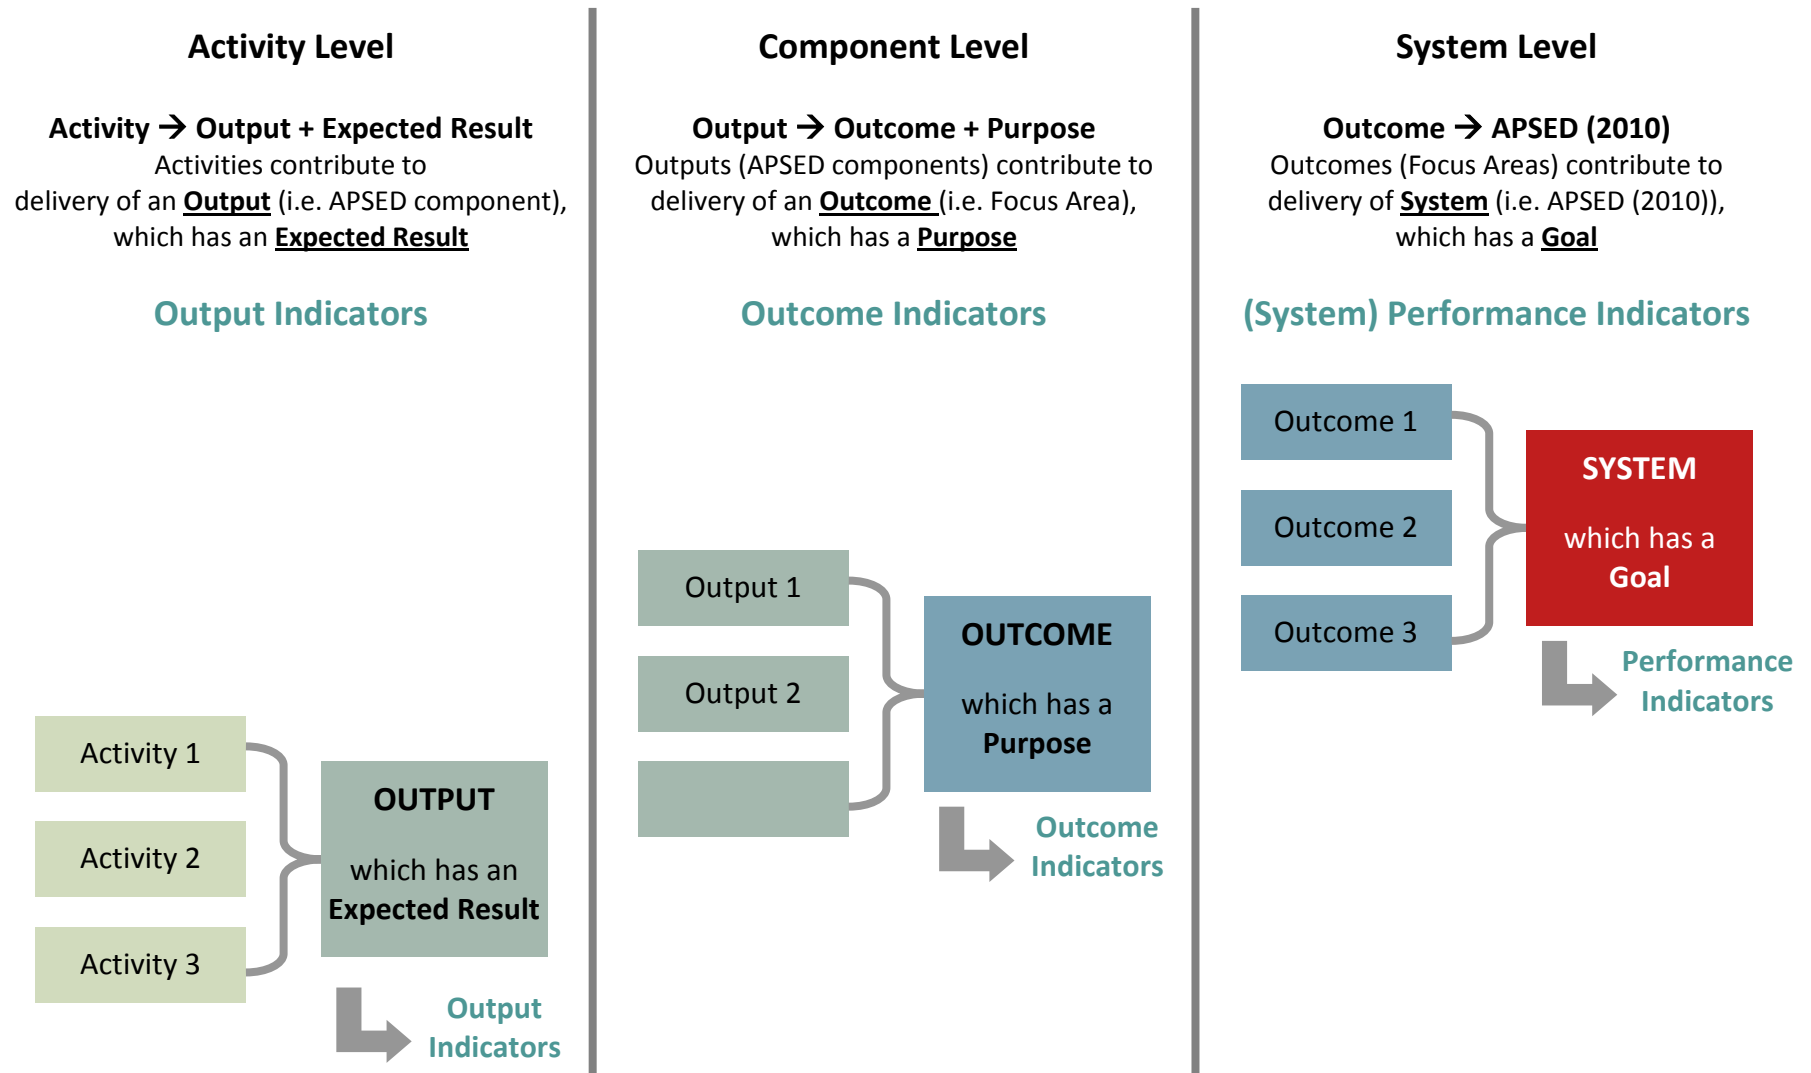 Activity Level
Activity → Output + Expected Result
Activities contribute to
delivery of an Output (i.e. APSED component),
which has an Expected Result
Output Indicators
Activity 1
Activity 2
Activity 3
OUTPUT
which has an
Expected Result
Output
Indicators
Component Level
Output → Outcome + Purpose
Outputs (APSED components) contribute to
delivery of an Outcome (i.e. Focus Area),
which has a Purpose
Outcome Indicators
Output 1
Output 2
OUTCOME
which has a
Purpose
Outcome
Indicators
System Level
Outcome → APSED (2010)
Outcomes (Focus Areas) contribute to
delivery of System (i.e. APSED (2010)),
which has a Goal
(System) Performance Indicators
Outcome 1
Outcome 2
Outcome 3
SYSTEM
which has a
Goal
Performance
Indicators